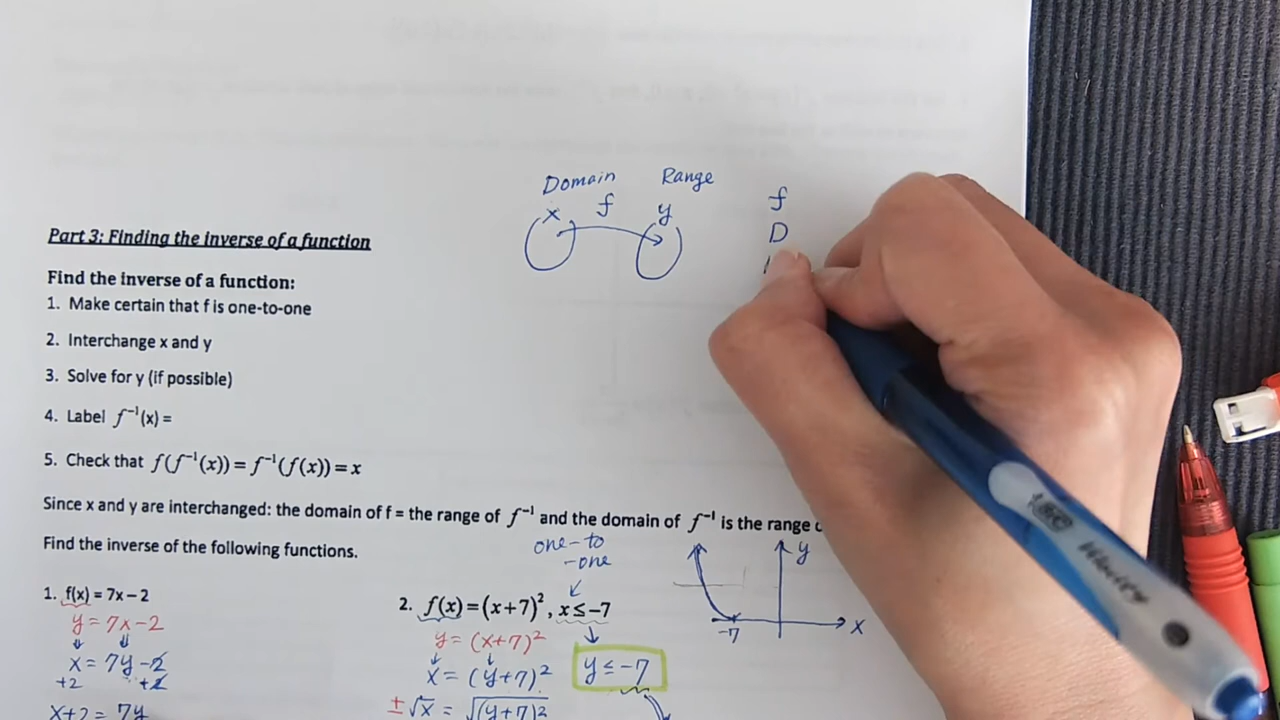 Domain Range
x f y
f
D
Part 3: Finding the inverse of a function
Find the inverse of a function:
1. Make certain that f is one-to-one
2. Interchange x and y
3. Solve for y (if possible)
4. Label f⁻¹(x) =
5. Check that f(f⁻¹(x)) = f⁻¹(f(x)) = x
Since x and y are interchanged: the domain of f = the range of f⁻¹ and the domain of f⁻¹ is the range
Find the inverse of the following functions.
one-to
-one
1. f(x) = 7x – 2
y = 7x - 2
x = 7y - 2
+2 +2
x+2 = 7y
2. f(x) = (x+7)², x ≤ -7
y = (x+7)²
x = (y+7)²
y ≤ -7
±√x = √(y+7)²
y
x
-7
BIC
Velocity